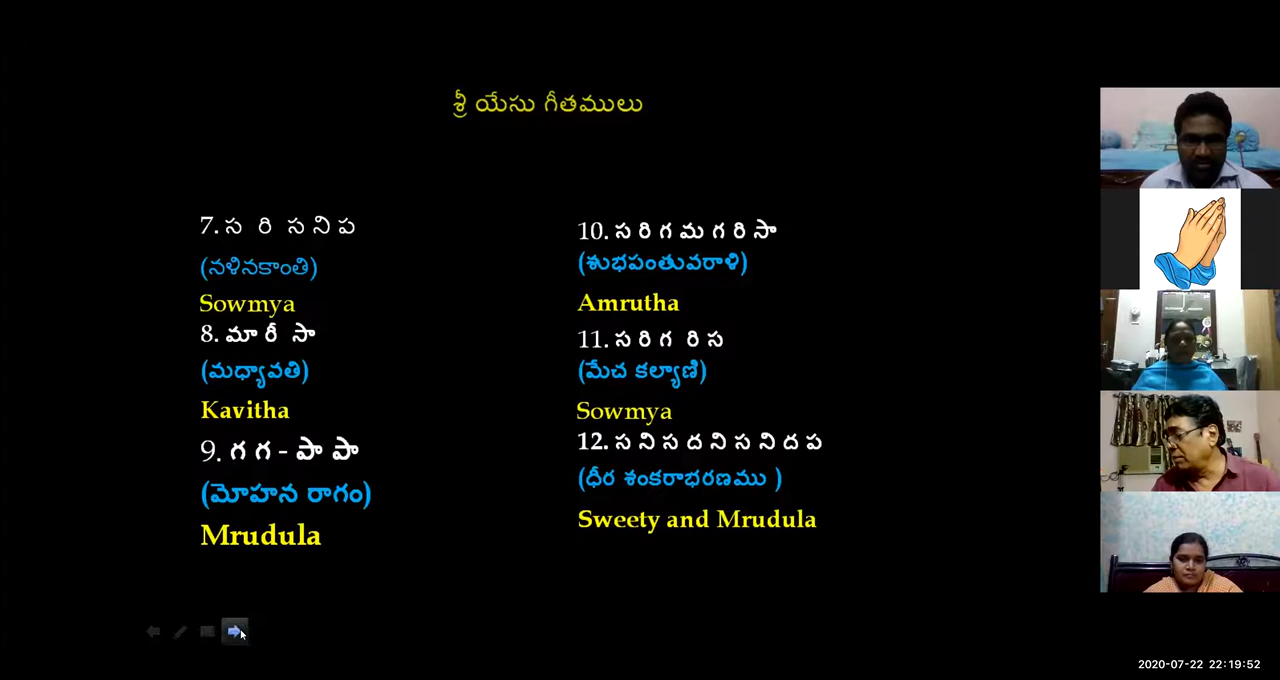 శ్రీ యేసు గీతములు
7. స రి స ని ప
(నళినకాంతి)
Sowmya
8. మా రీ సా
(మధ్యావతి)
Kavitha
9. గ గ - పా పా
(మోహన రాగం)
Mrudula
10. స రి గ మ గ రి సా
(శుభపంతువరాళి)
Amrutha
11. స రి గ రి స
(మేచ కల్యాణి)
Sowmya
12. స ని స ద ని స ని ద ప
(ధీర శంకరాభరణము )
Sweety and Mrudula
2020-07-22 22:19:52